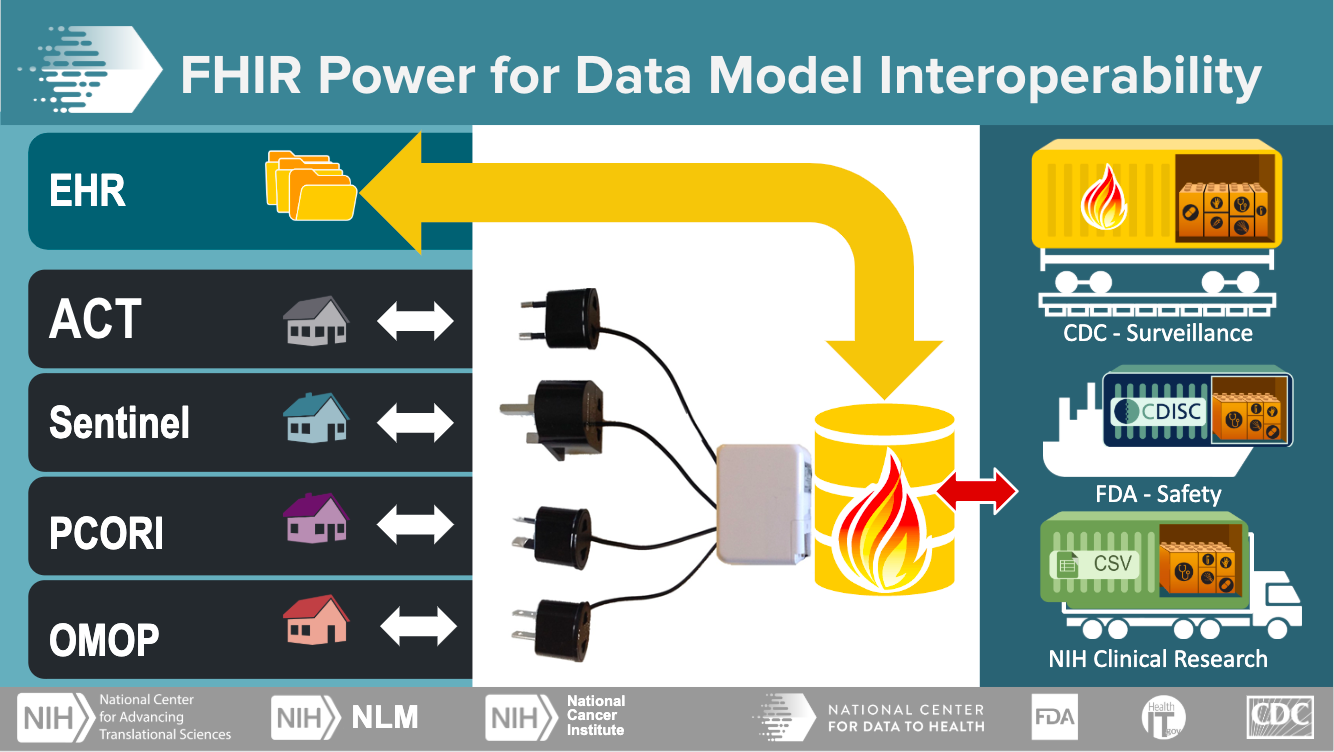 FHIR Power for Data Model Interoperability
EHR
ACT
Sentinel
PCORI
OMOP
CDC - Surveillance
CDISC
FDA - Safety
CSV
NIH Clinical Research
NIH
National Center
for Advancing
Translational Sciences
NIH
NLM
NIH
National
Cancer
Institute
NATIONAL CENTER
FOR DATA TO HEALTH
FDA
Health
IT
.gov
CDC